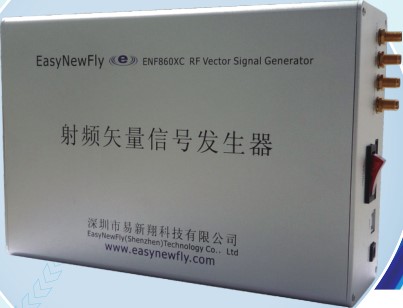 EasyNewFly e ENF860XC RF Vector Signal Generator
射频矢量信号发生器
深圳市易新翔科技有限公司
EasyNewFly(Shenzhen)Technology Co.. Ltd
www.easynewfly.com